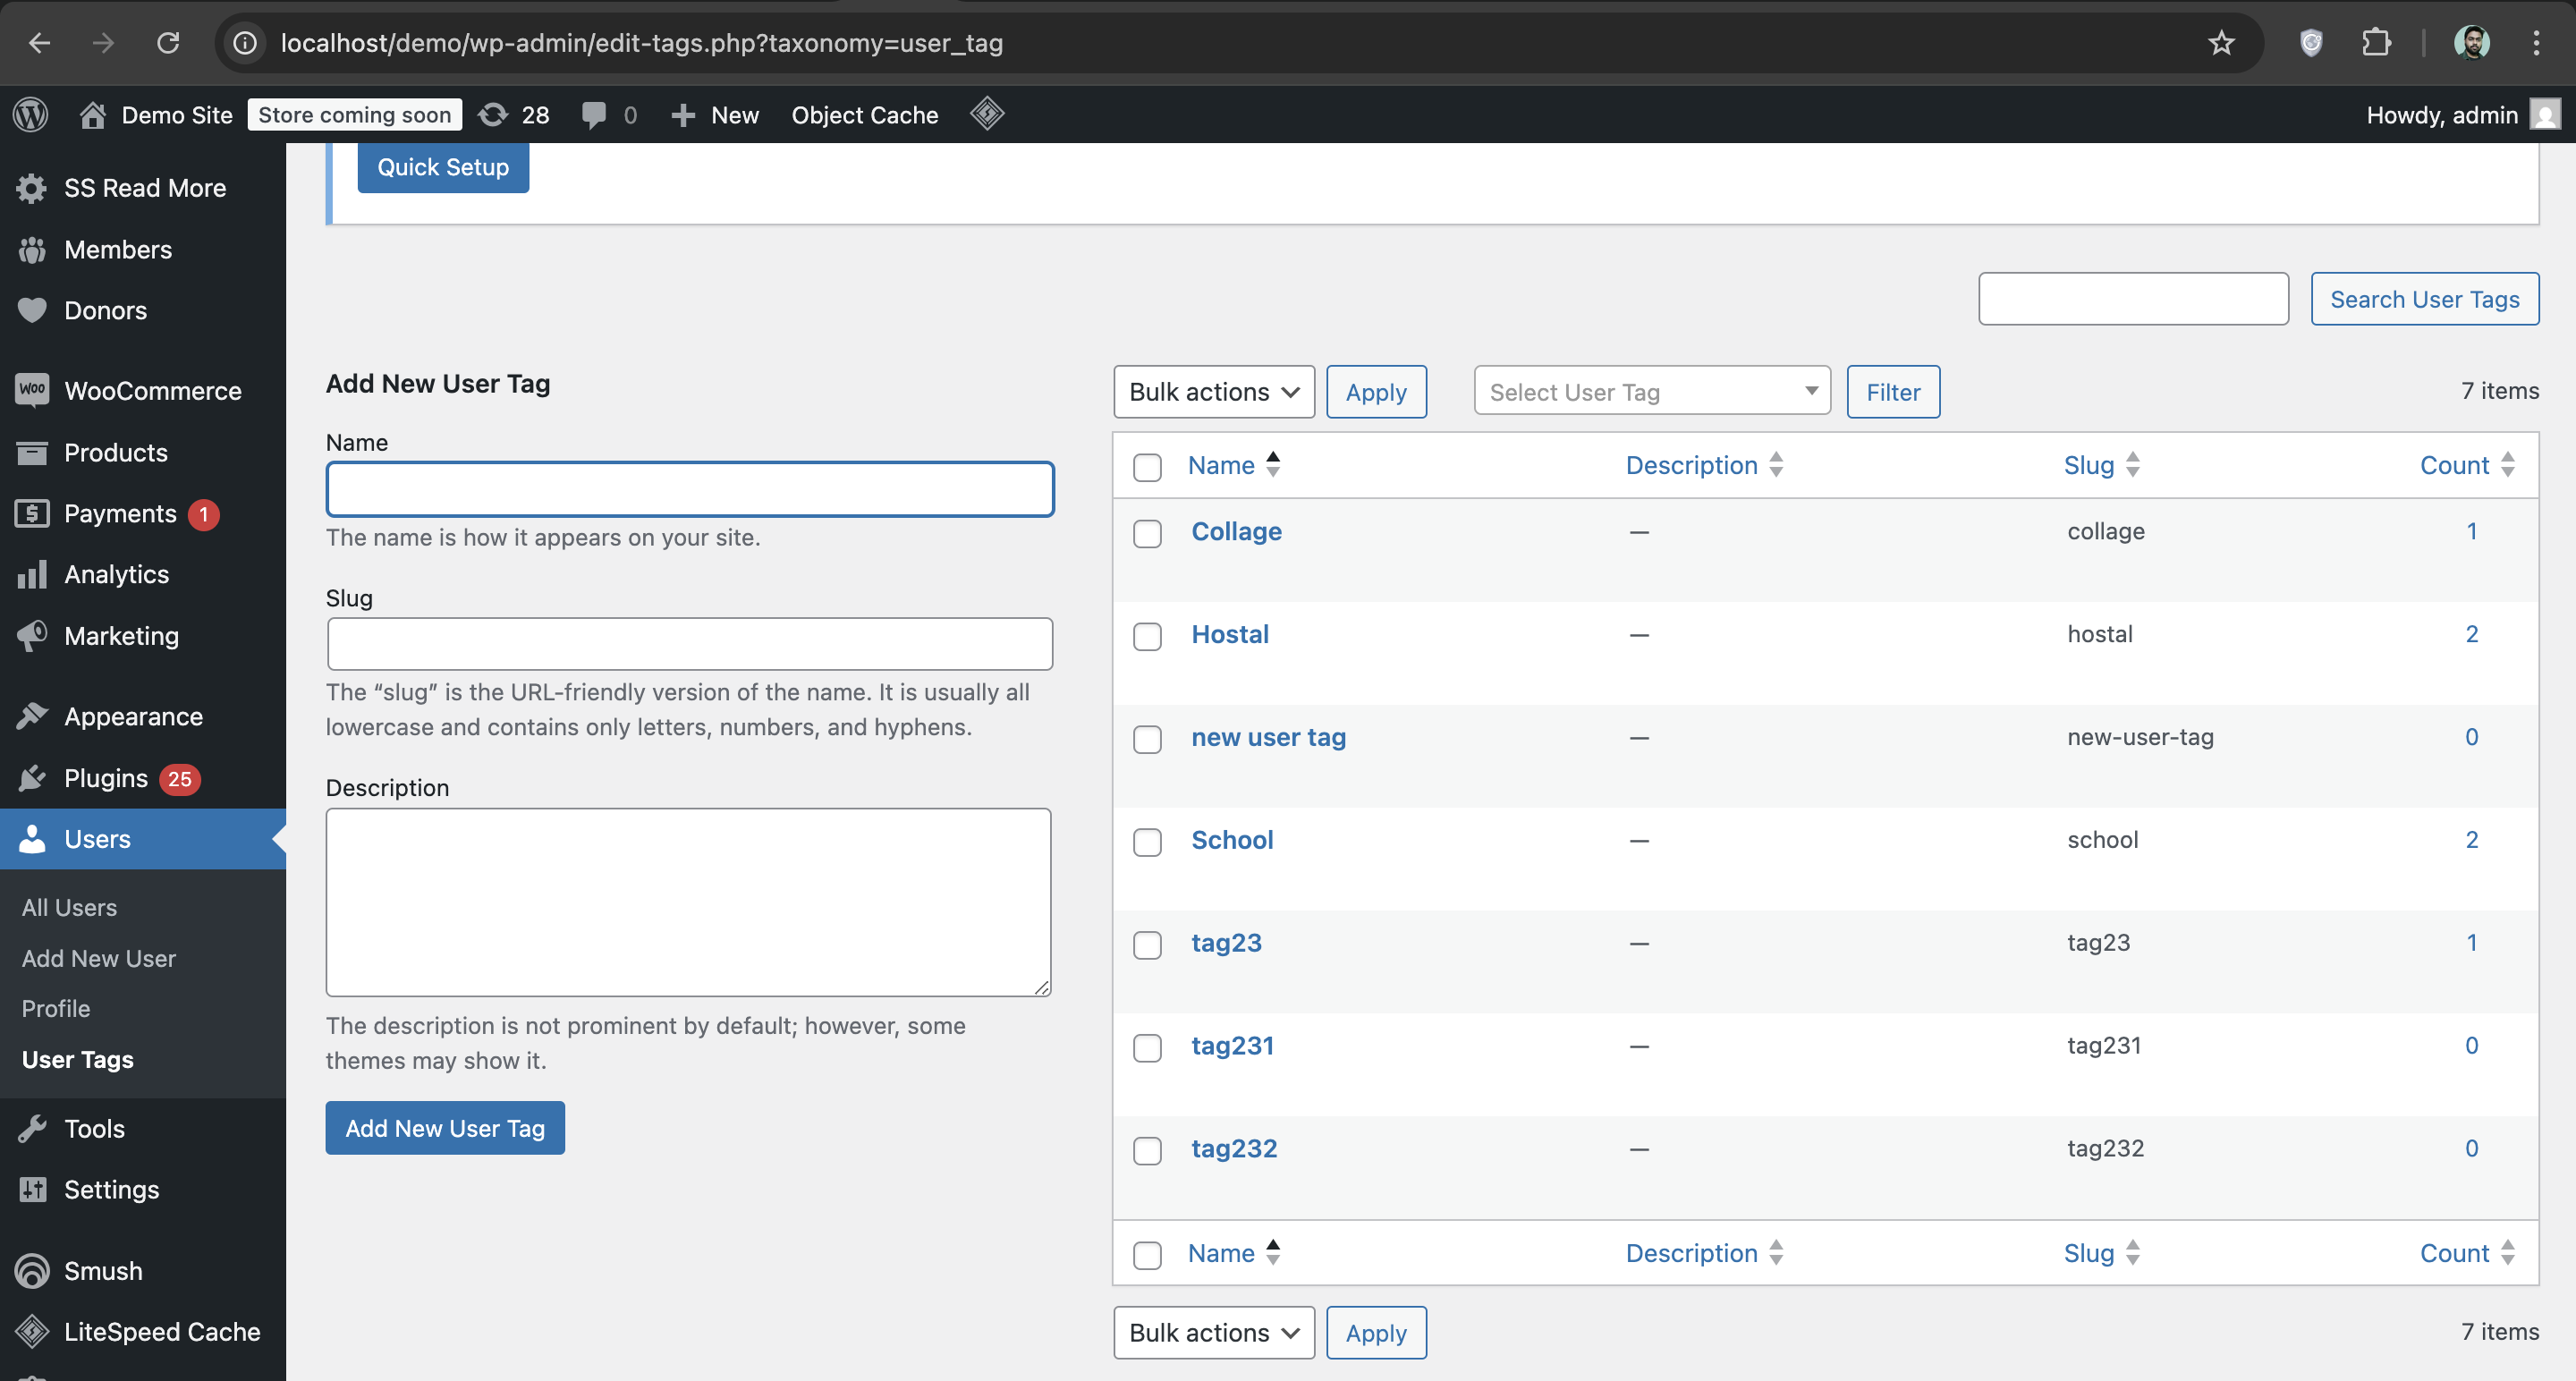 localhost/demo/wp-admin/edit-tags.php?taxonomy=user_tag
Demo Site
Store coming soon
28
0
New
Object Cache
Howdy, admin
SS Read More
Members
Donors
Woo
WooCommerce
Products
Payments 1
Analytics
Marketing
Appearance
Plugins 25
Users
All Users
Add New User
Profile
User Tags
Tools
Settings
Smush
LiteSpeed Cache
Quick Setup
Search User Tags
Add New User Tag
Name
The name is how it appears on your site.
Slug
The “slug” is the URL-friendly version of the name. It is usually all
lowercase and contains only letters, numbers, and hyphens.
Description
The description is not prominent by default; however, some
themes may show it.
Add New User Tag
Bulk actions Apply Select User Tag Filter 7 items
Name Description Slug Count
Collage — collage 1
Hostal — hostal 2
new user tag — new-user-tag 0
School — school 2
tag23 — tag23 1
tag231 — tag231 0
tag232 — tag232 0
Name Description Slug Count
Bulk actions Apply 7 items